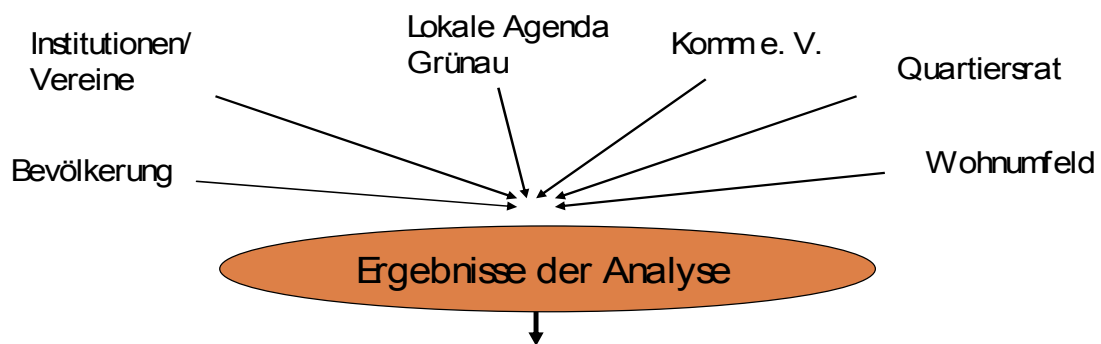 Institutionen/
Vereine
Lokale Agenda
Grünau
Komm e. V.
Quartiersrat
Bevölkerung
Wohnumfeld
Ergebnisse der Analyse